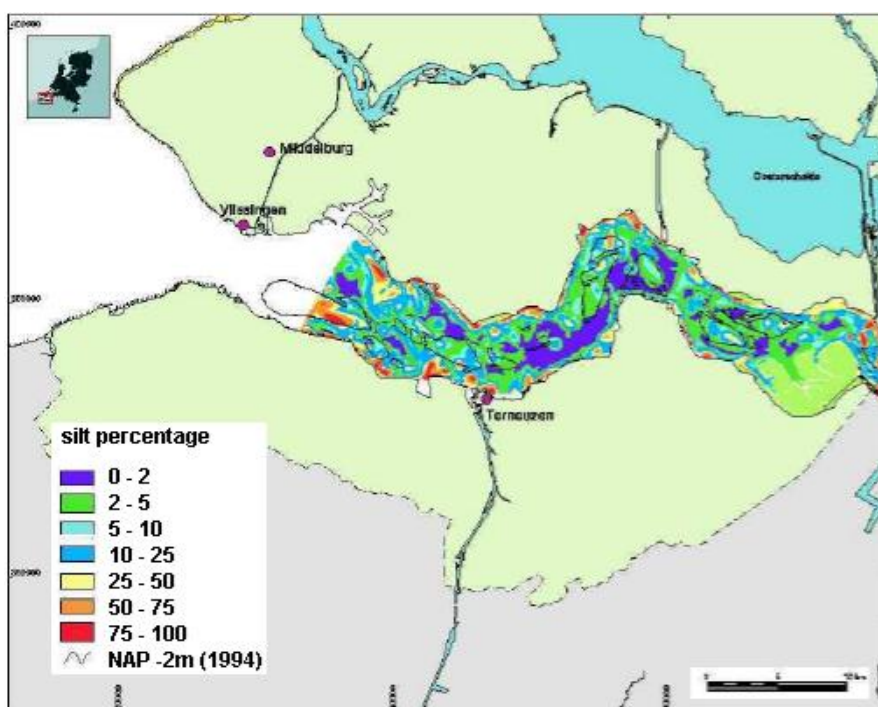 Middelburg
Vlissingen
Oosterschelde
Terneuzen
silt percentage
0 - 2
2 - 5
5 - 10
10 - 25
25 - 50
50 - 75
75 - 100
NAP -2m (1994)